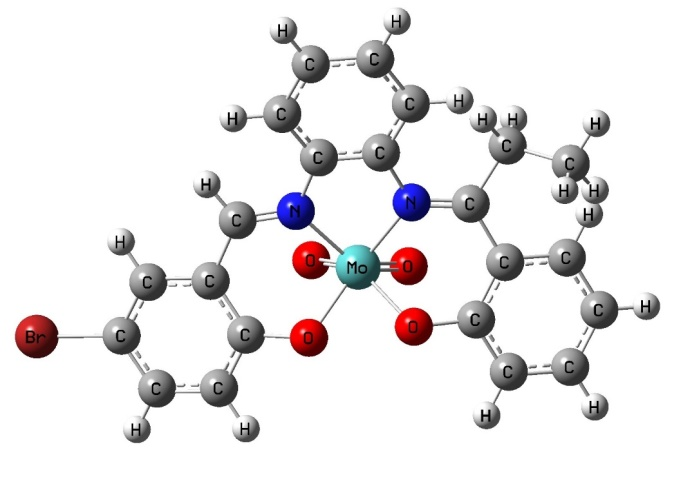 H H
C C
H C C H H H H
C C C C
H N N C H H
C H
H C C
O Mo O
C C C C H
Br C C O O C
C C C C
H H H H